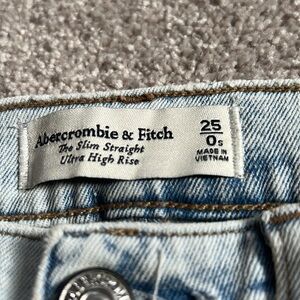 Abercrombie & Fitch
The Slim Straight
Ultra High Rise
25
0s
MADE IN
VIETNAM